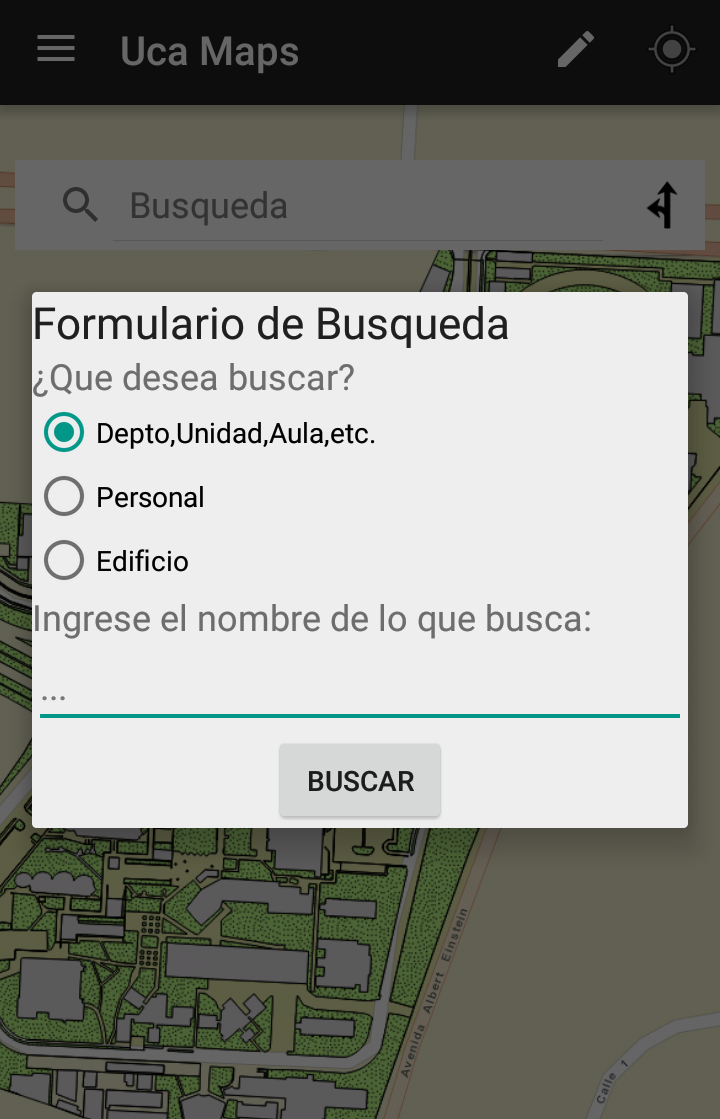 Uca Maps
Busqueda
Formulario de Busqueda
¿Que desea buscar?
Depto,Unidad,Aula,etc.
Personal
Edificio
Ingrese el nombre de lo que busca:
...
BUSCAR
Avenida Albert Einstein
Calle 1